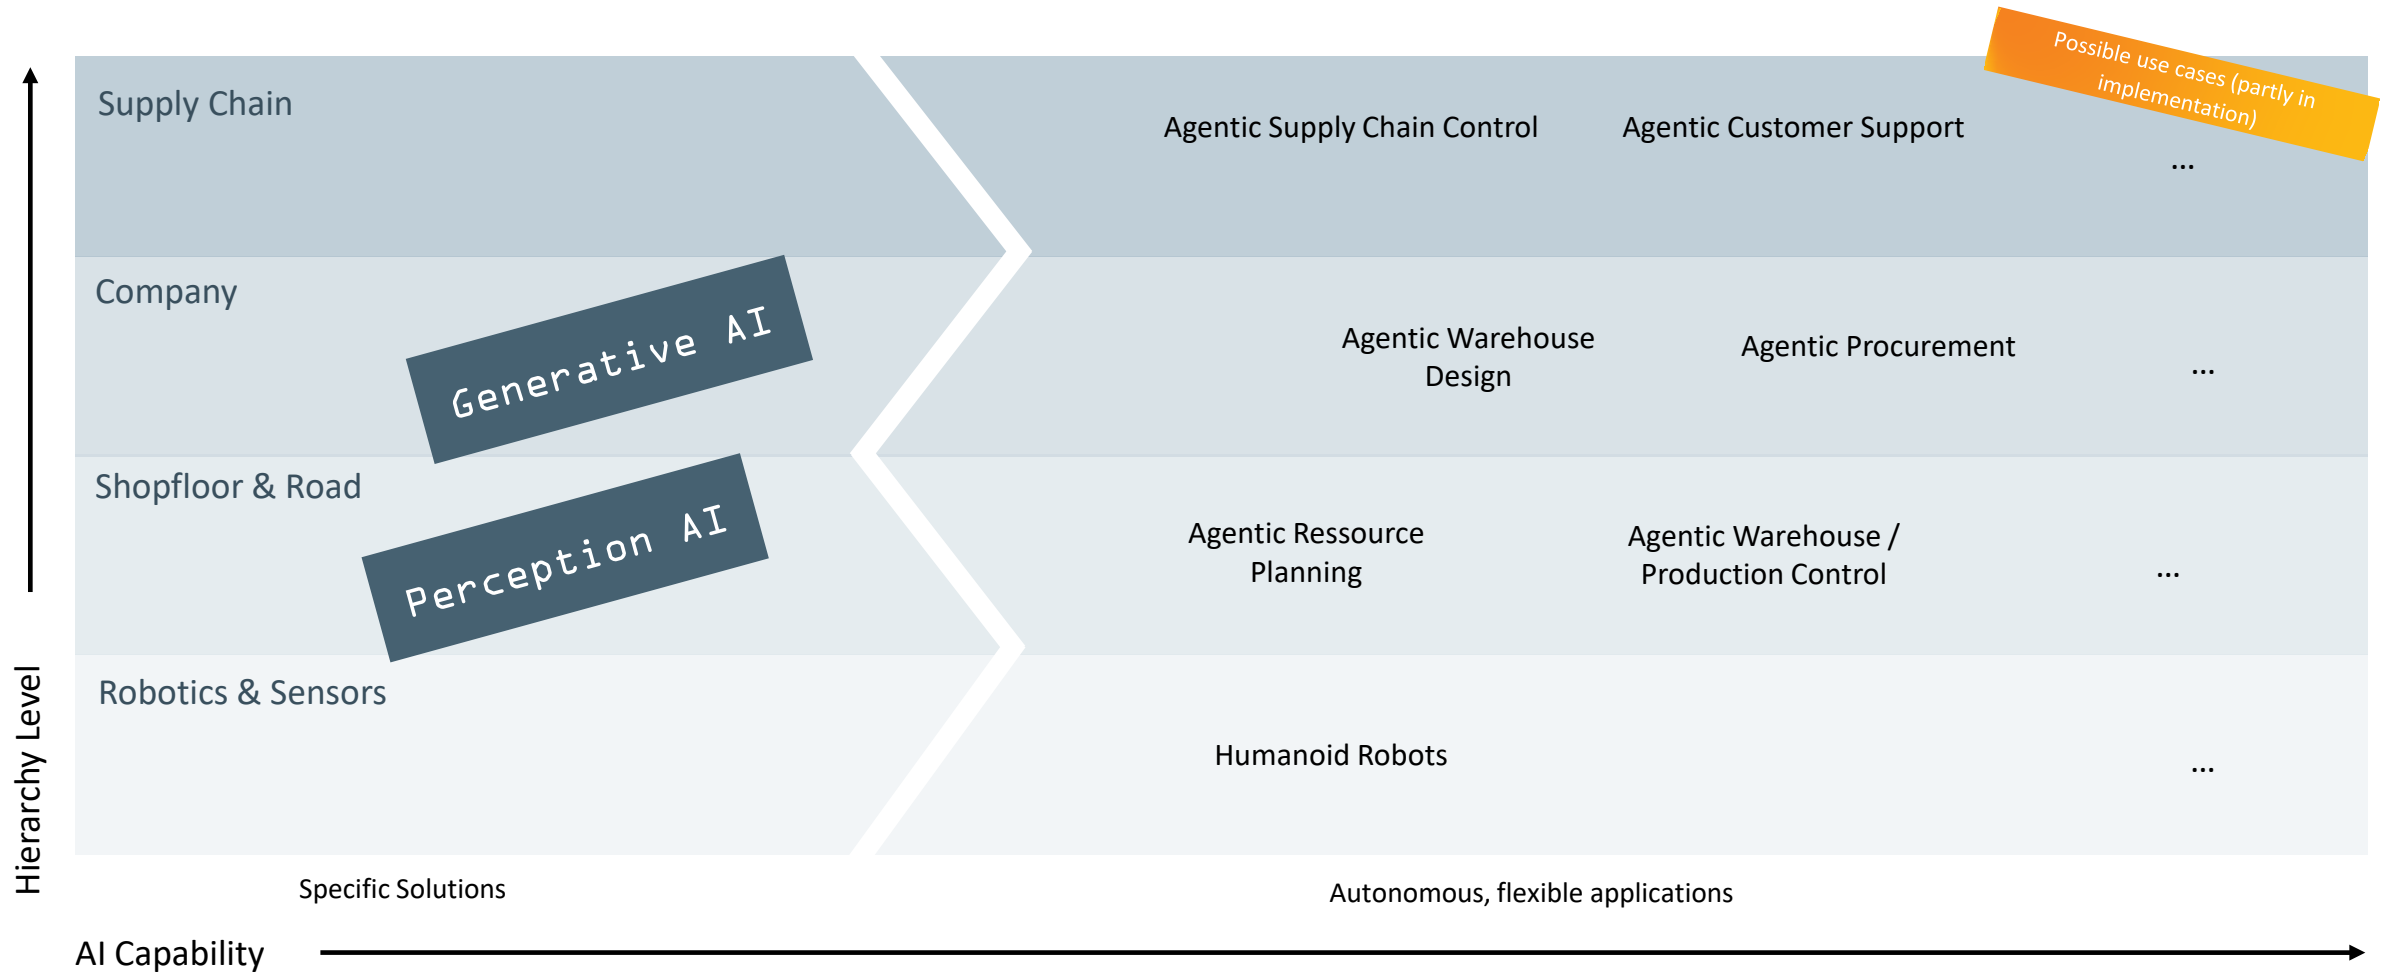 Possible use cases (partly in
implementation)
Supply Chain
Agentic Supply Chain Control
Agentic Customer Support
...
Company
Generative AI
Agentic Warehouse
Design
Agentic Procurement
...
Shopfloor & Road
Perception AI
Agentic Ressource
Planning
Agentic Warehouse /
Production Control
...
Robotics & Sensors
Humanoid Robots
...
Hierarchy Level
Specific Solutions
Autonomous, flexible applications
AI Capability